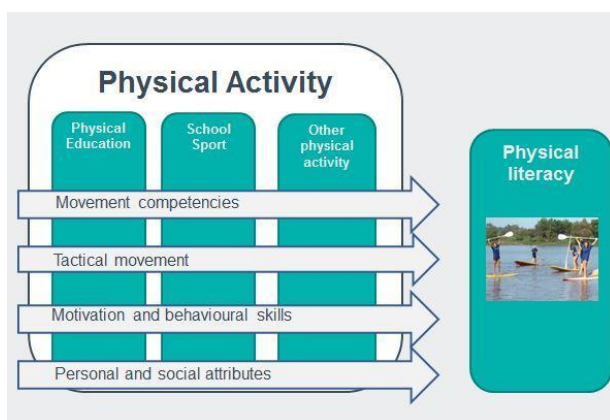 Physical Activity
Physical
Education
School
Sport
Other
physical
activity
Physical
literacy
Movement competencies
Tactical movement
Motivation and behavioural skills
Personal and social attributes